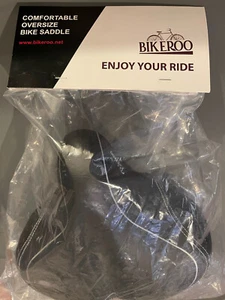 COMFORTABLE
OVERSIZE
BIKE SADDLE
www.bikeroo.net
BIKEROO
ENJOY YOUR RIDE